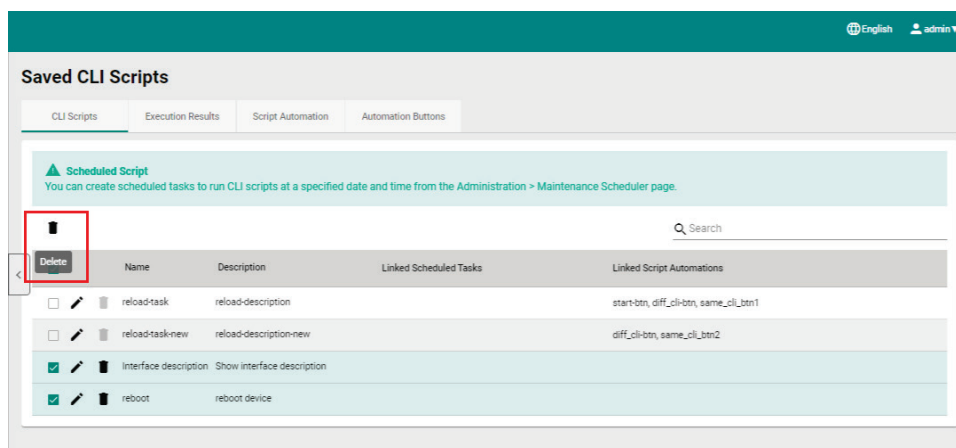 English admin
Saved CLI Scripts
CLI Scripts Execution Results Script Automation Automation Buttons
Scheduled Script
You can create scheduled tasks to run CLI scripts at a specified date and time from the Administration > Maintenance Scheduler page.
Search
Delete
Name Description Linked Scheduled Tasks Linked Script Automations
reload-task reload-description start-btn, diff_cli-btn, same_cli_btn1
reload-task-new reload-description-new diff_cli-btn, same_cli_btn2
Interface description Show interface description
reboot reboot device